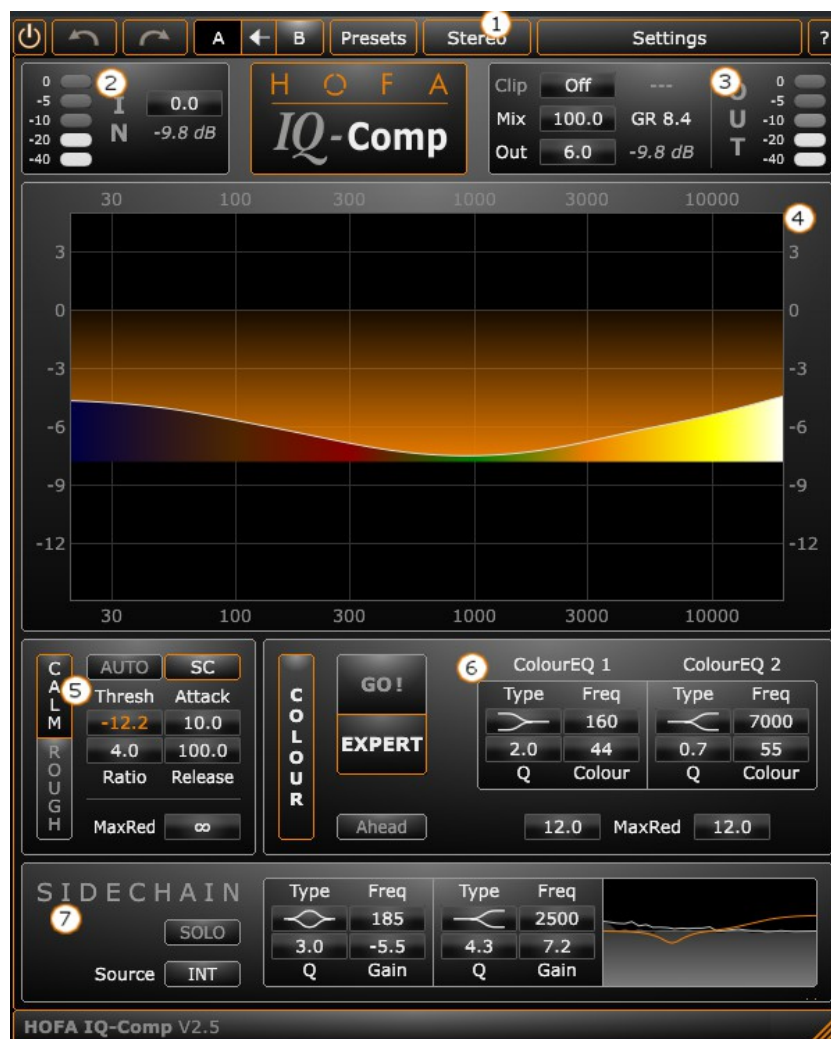 A B Presets Stereo Settings ?
1
0
-5
-10
-20
-40
2
I
N
0.0
-9.8 dB
H O F A
IQ-Comp
Clip Off ---
Mix 100.0 GR 8.4
Out 6.0 -9.8 dB
3
O
U
T
0
-5
-10
-20
-40
30 100 300 1000 3000 10000
4
3 3
0 0
-3 -3
-6 -6
-9 -9
-12 -12
30 100 300 1000 3000 10000
CALM
ROUGH
5
AUTO SC
Thresh Attack
-12.2 10.0
4.0 100.0
Ratio Release
MaxRed ∞
COLOUR
GO!
EXPERT
Ahead
6
ColourEQ 1 ColourEQ 2
Type Freq Type Freq
160 7000
2.0 44 0.7 55
Q Colour Q Colour
12.0 MaxRed 12.0
SIDECHAIN
7
SOLO
Source INT
Type Freq Type Freq
185 2500
3.0 -5.5 4.3 7.2
Q Gain Q Gain
HOFA IQ-Comp V2.5